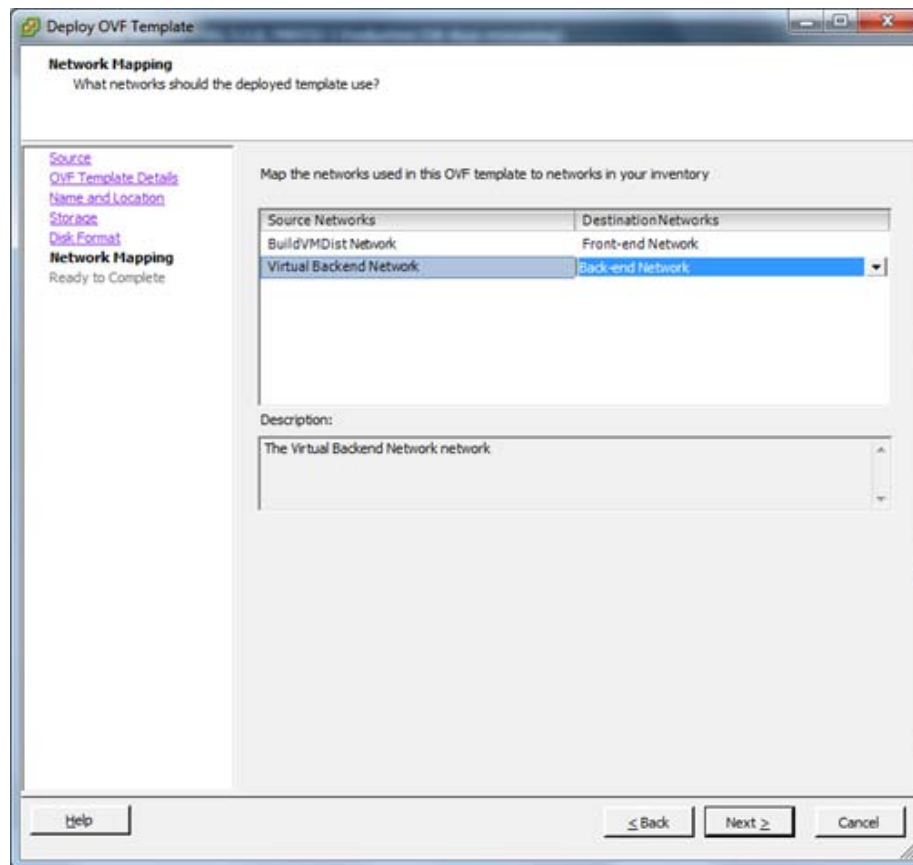 Deploy OVF Template
Network Mapping
What networks should the deployed template use?
Source
OVF Template Details
Name and Location
Storage
Disk Format
Network Mapping
Ready to Complete
Map the networks used in this OVF template to networks in your inventory
Source Networks Destination Networks
BuildVMDist Network Front-end Network
Virtual Backend Network Back-end Network
Description:
The Virtual Backend Network network
Help < Back Next > Cancel